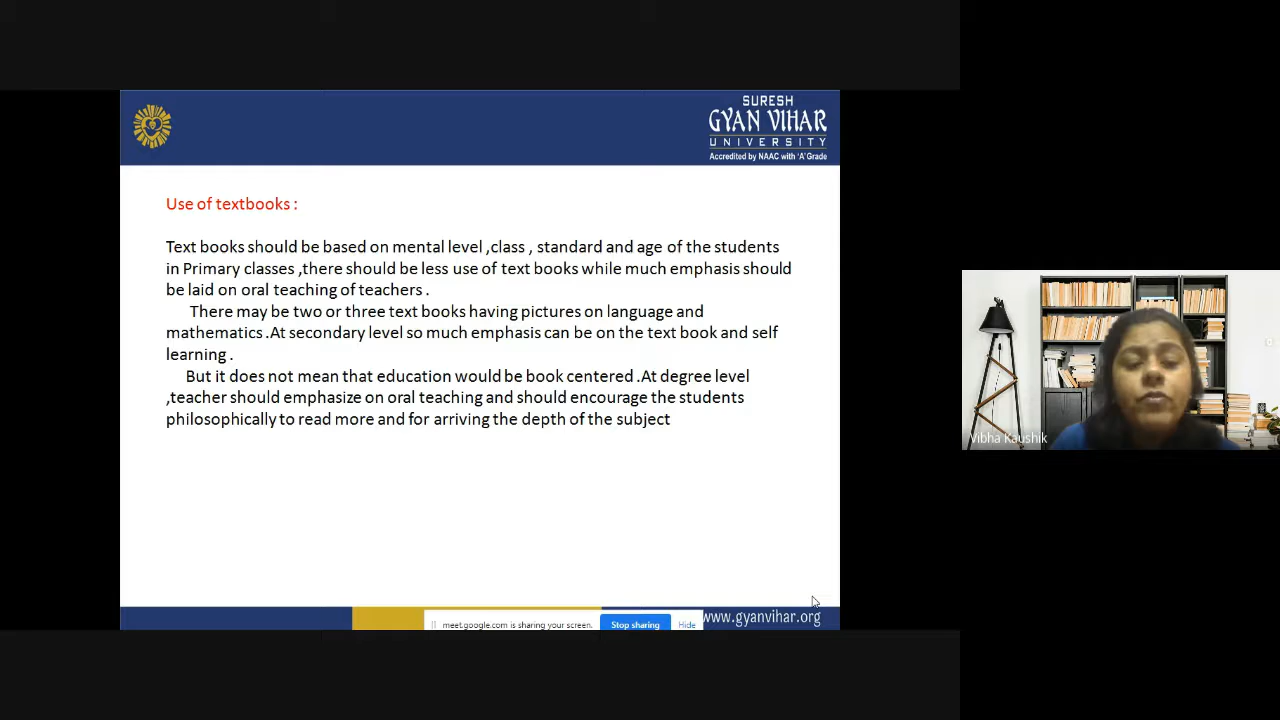 SURESH
GYAN VIHAR
UNIVERSITY
Accredited by NAAC with 'A' Grade
Use of textbooks :
Text books should be based on mental level ,class , standard and age of the students
in Primary classes ,there should be less use of text books while much emphasis should
be laid on oral teaching of teachers .
There may be two or three text books having pictures on language and
mathematics .At secondary level so much emphasis can be on the text book and self
learning .
But it does not mean that education would be book centered .At degree level
,teacher should emphasize on oral teaching and should encourage the students
philosophically to read more and for arriving the depth of the subject
Vibha Kaushik
meet.google.com is sharing your screen. Stop sharing Hide
www.gyanvihar.org